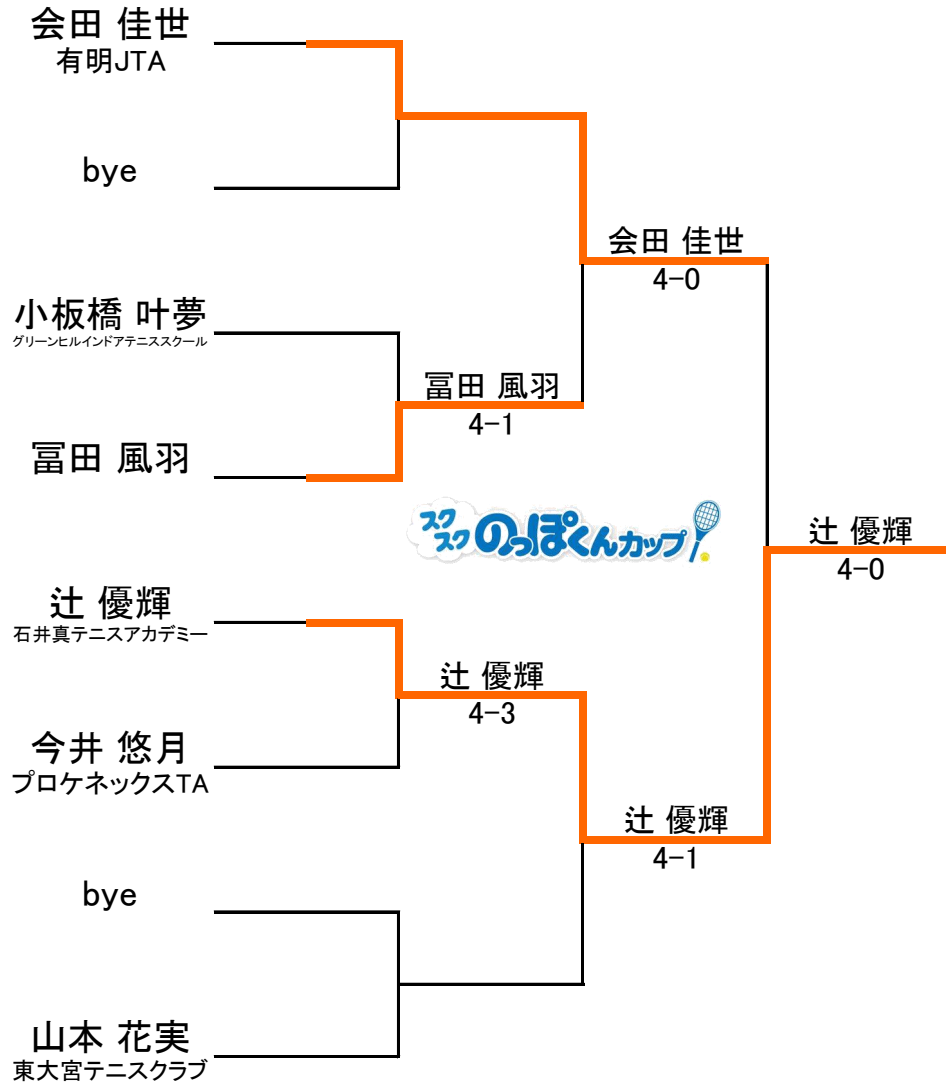 会田 佳世
有明JTA
bye
会田 佳世
4-0
小板橋 叶夢
グリーンヒルインドアテニススクール
冨田 風羽
4-1
冨田 風羽
スク
スク のっぽくんカップ
辻 優輝
4-0
辻 優輝
石井真テニスアカデミー
辻 優輝
4-3
今井 悠月
プロケネックスTA
辻 優輝
4-1
bye
山本 花実
東大宮テニスクラブ